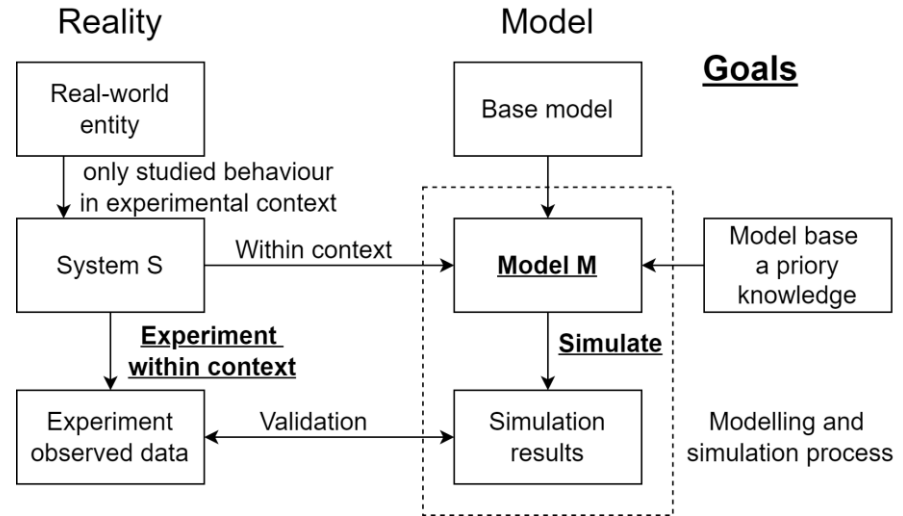 Reality
Model
Goals
Real-world
entity
Base model
only studied behaviour
in experimental context
System S
Within context
Model M
Model base
a priory
knowledge
Experiment
within context
Simulate
Experiment
observed data
Validation
Simulation
results
Modelling and
simulation process